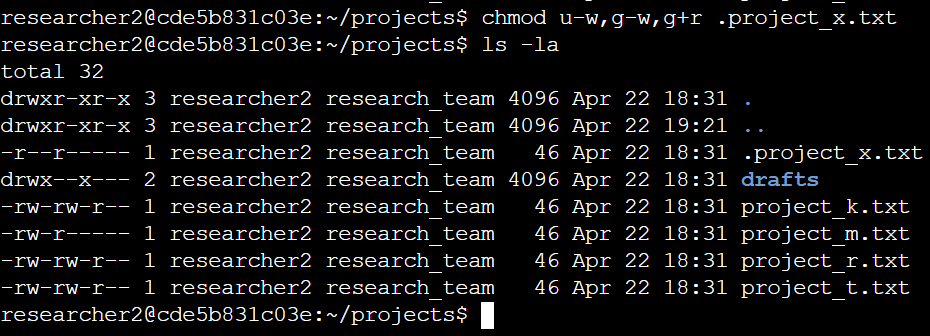 researcher2@cde5b831c03e:~/projects$ chmod u-w,g-w,g+r .project_x.txt
researcher2@cde5b831c03e:~/projects$ ls -la
total 32
drwxr-xr-x 3 researcher2 research_team 4096 Apr 22 18:31 .
drwxr-xr-x 3 researcher2 research_team 4096 Apr 22 19:21 ..
-r--r----- 1 researcher2 research_team   46 Apr 22 18:31 .project_x.txt
drwx--x--- 2 researcher2 research_team 4096 Apr 22 18:31 drafts
-rw-rw-r-- 1 researcher2 research_team   46 Apr 22 18:31 project_k.txt
-rw-r----- 1 researcher2 research_team   46 Apr 22 18:31 project_m.txt
-rw-rw-r-- 1 researcher2 research_team   46 Apr 22 18:31 project_r.txt
-rw-rw-r-- 1 researcher2 research_team   46 Apr 22 18:31 project_t.txt
researcher2@cde5b831c03e:~/projects$